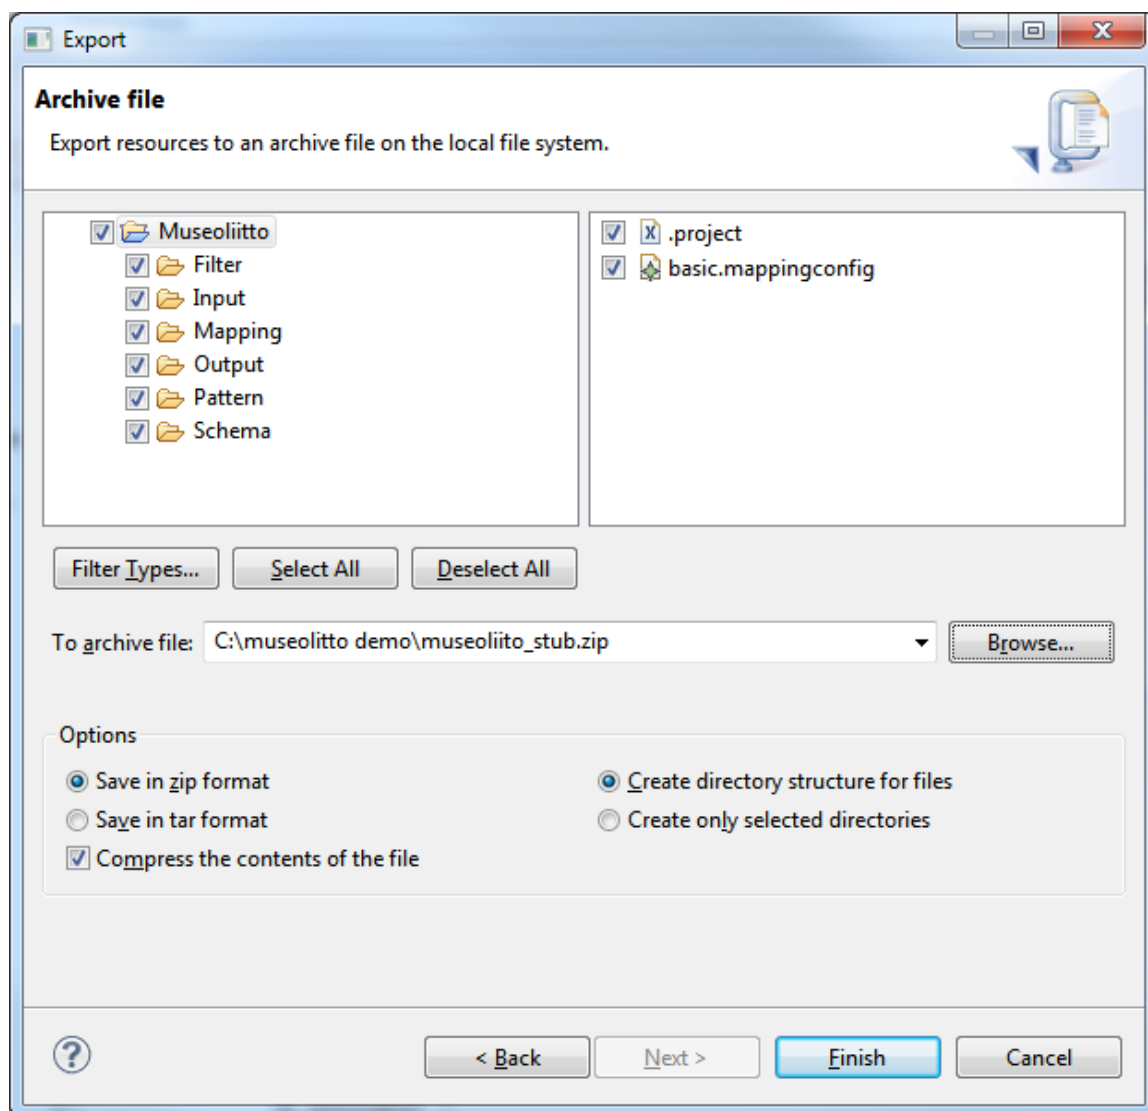 Export
Archive file
Export resources to an archive file on the local file system.
Museoliitto
Filter
Input
Mapping
Output
Pattern
Schema
.project
basic.mappingconfig
Filter Types...
Select All
Deselect All
To archive file:
C:\museolitto demo\museoliito_stub.zip
Browse...
Options
Save in zip format
Save in tar format
Compress the contents of the file
Create directory structure for files
Create only selected directories
?
< Back
Next >
Finish
Cancel